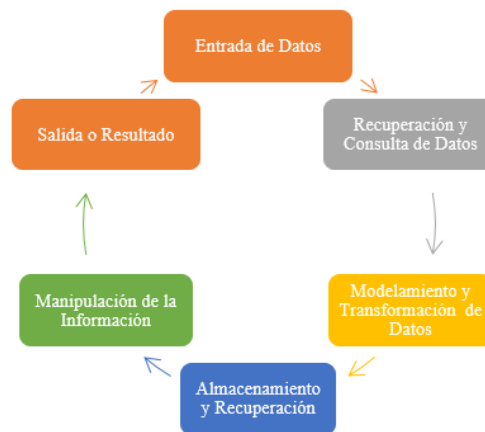 Entrada de Datos
Recuperación y
Consulta de Datos
Modelamiento y
Transformación de
Datos
Almacenamiento
y Recuperación
Manipulación de la
Información
Salida o Resultado